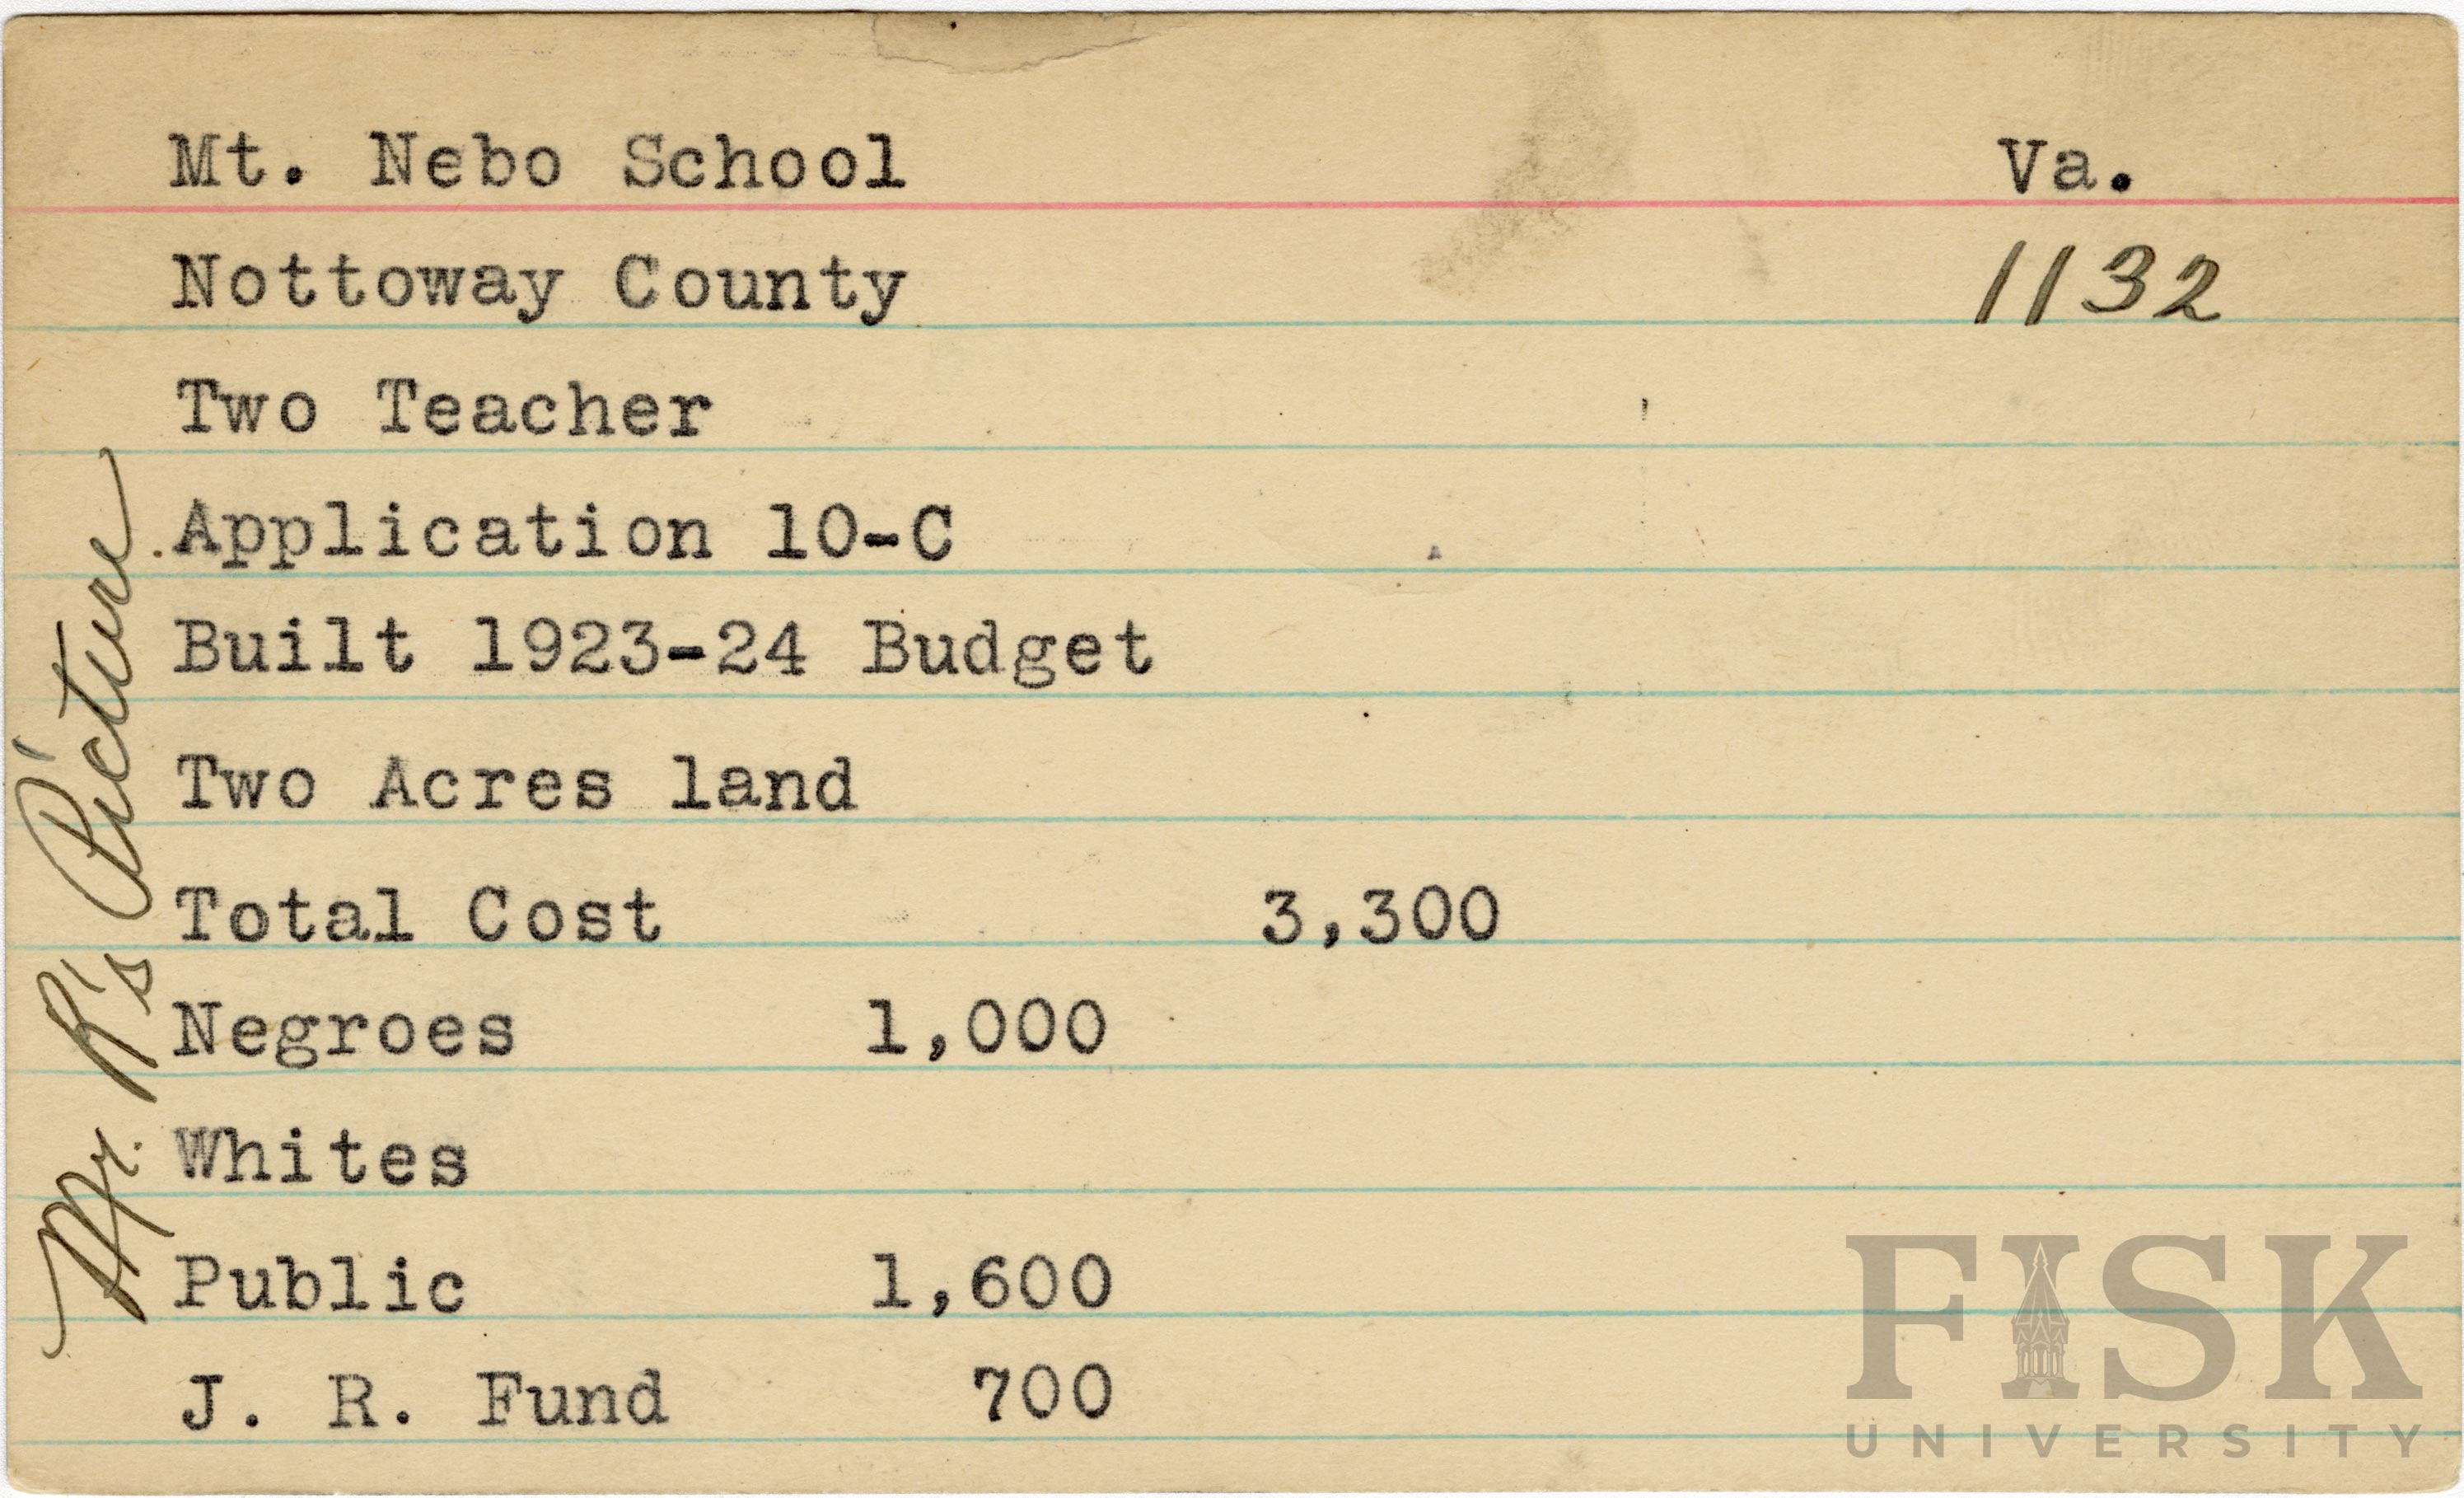 Mt. Nebo School Va.
Nottoway County 1132
Two Teacher
Application 10-C
Built 1923-24 Budget
Two Acres land
Total Cost 3,300
Negroes 1,000
Whites
Public 1,600
J. R. Fund 700
Mr. K's Picture
FISK
UNIVERSITY